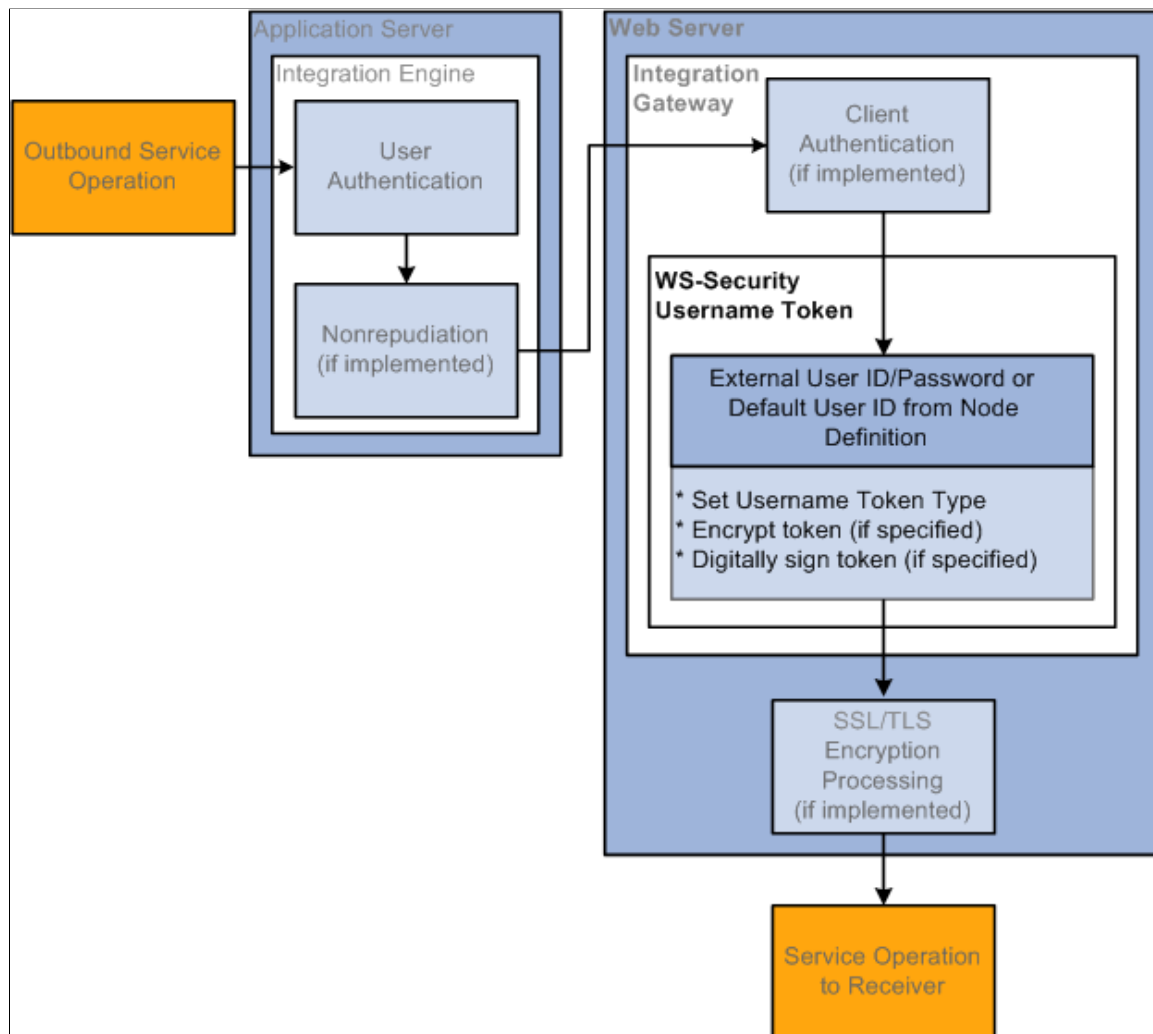 Application Server
Integration Engine
Outbound Service
Operation
User
Authentication
Nonrepudiation
(if implemented)
Web Server
Integration
Gateway
Client
Authentication
(if implemented)
WS-Security
Username Token
External User ID/Password or
Default User ID from Node
Definition
* Set Username Token Type
* Encrypt token (if specified)
* Digitally sign token (if specified)
SSL/TLS
Encryption
Processing
(if implemented)
Service Operation
to Receiver